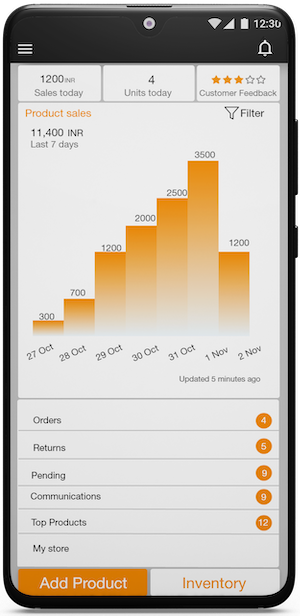 12:30
1200 INR
Sales today
4
Units today
Customer Feedback
Product sales
Filter
11,400 INR
Last 7 days
300
700
1200
2000
2500
3500
1200
27 Oct
28 Oct
29 Oct
30 Oct
31 Oct
1 Nov
2 Nov
Updated 5 minutes ago
Orders 4
Returns 5
Pending 9
Communications 9
Top Products 12
My store
Add Product
Inventory